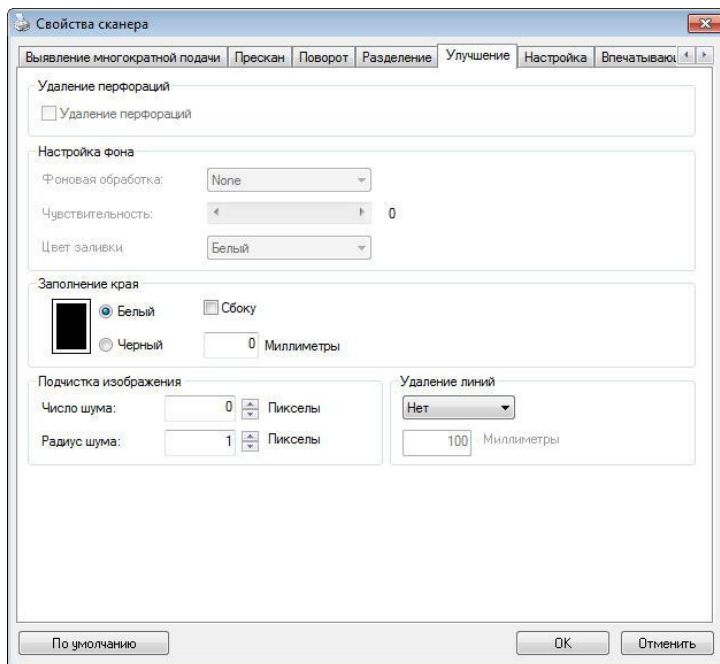 Свойства сканера
Выявление многократной подачи Прескан Поворот Разделение Улучшение Настройка
Удаление перфораций
Удаление перфораций
Настройка фона
Фоновая обработка: None
Чувствительность: 0
Цвет заливки Белый
Заполнение края
Белый Сбоку
Черный 0 Миллиметры
Подчистка изображения Удаление линий
Число шума: 0 Пикселы Нет
Радиус шума: 1 Пикселы 100 Миллиметры
По умолчанию OK Отменить